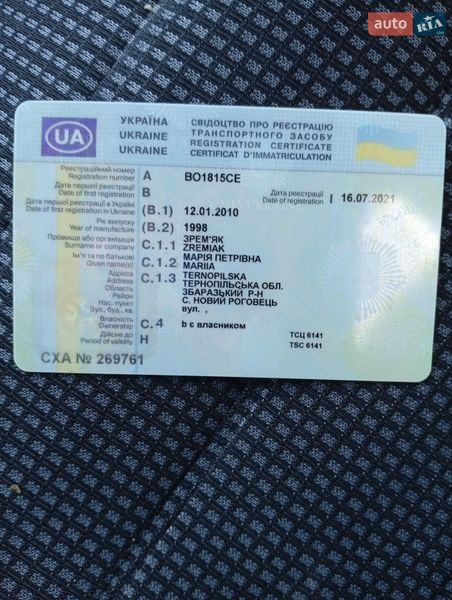 auto RIA
.com
УКРАЇНА
UKRAINE
UKRAINE
СВІДОЦТВО ПРО РЕЄСТРАЦІЮ
ТРАНСПОРТНОГО ЗАСОБУ
REGISTRATION CERTIFICATE
CERTIFICAT D'IMMATRICULATION
UA
Реєстраційний номер
Registration number A BO1815CE
Дата першої реєстрації
Date of first registration B
Дата реєстрації
Date of registration I 16.07.2021
Дата першої реєстрації в Україні
Date of first registration in Ukraine (B.1) 12.01.2010
Рік випуску
Year of manufacture (B.2) 1998
Прізвище або організація
Surname or company C.1.1 ЗРЕМ'ЯК
ZREMIAK
Ім'я та по батькові
Given name(s) C.1.2 МАРІЯ ПЕТРІВНА
MARIIA
Адреса
Address C.1.3 TERNOPILSKA
Область ТЕРНОПІЛЬСЬКА ОБЛ.
Район ЗБАРАЗЬКИЙ Р-Н
Нас. пункт С. НОВИЙ РОГОВЕЦЬ
Вул., буд., кв. вул. ,
Власність
Ownership C.4 b є власником
Дійсне до
Period of validity H
ТСЦ 6141
TSC 6141
СХА № 269761